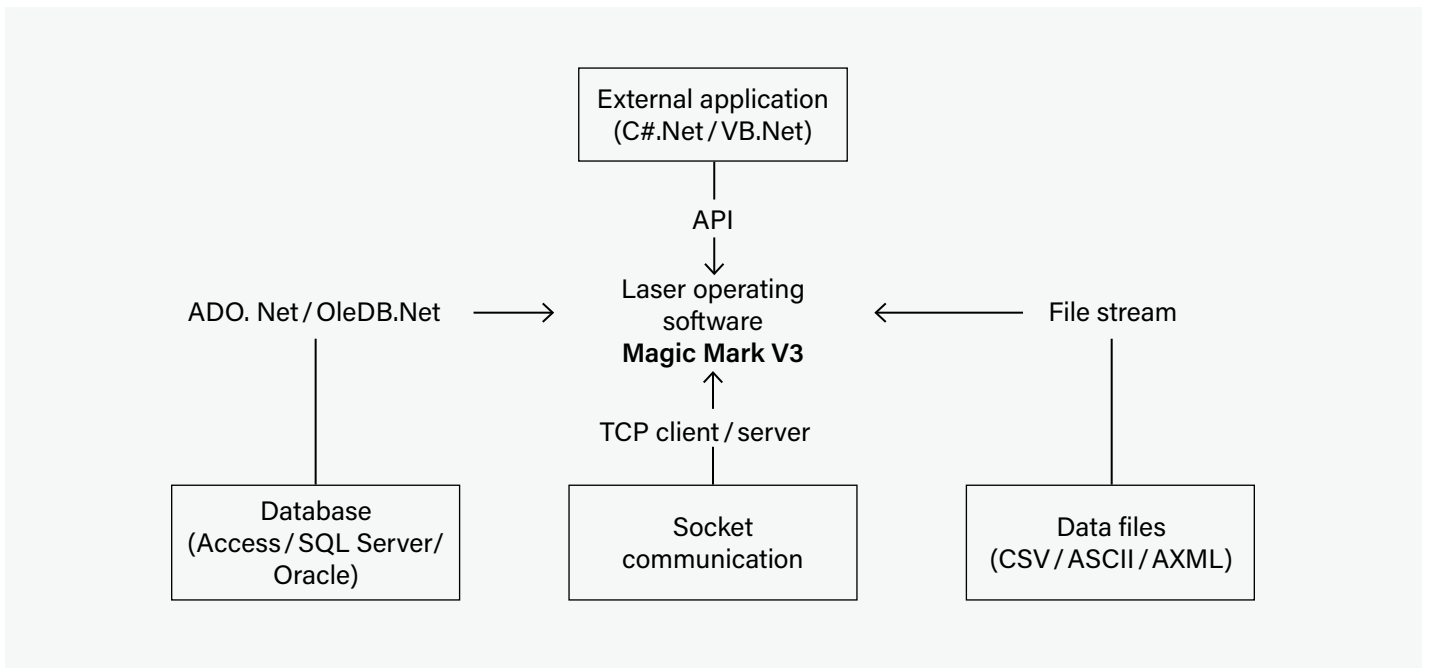 External application
(C#.Net / VB.Net)
API
Laser operating
software
Magic Mark V3
ADO. Net / OleDB.Net
File stream
TCP client / server
Database
(Access / SQL Server/
Oracle)
Socket
communication
Data files
(CSV / ASCII / AXML)